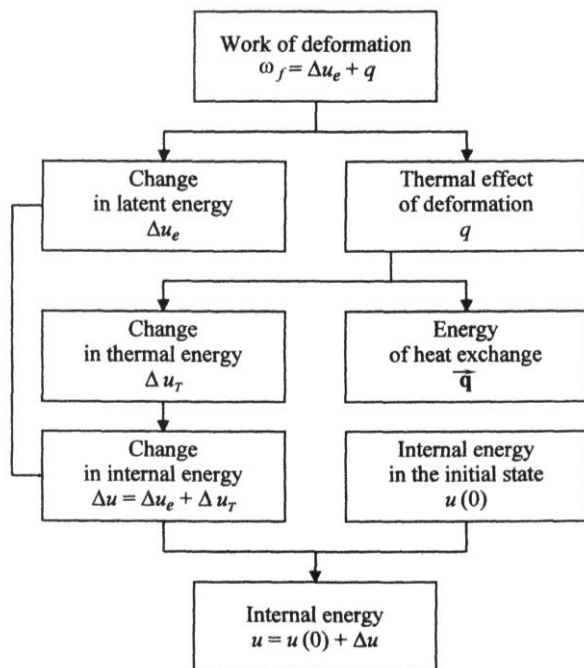 Work of deformation
ω_f = Δu_e + q
Change
in latent energy
Δu_e
Thermal effect
of deformation
q
Change
in thermal energy
Δ u_T
Energy
of heat exchange
q⃗
Change
in internal energy
Δu = Δu_e + Δ u_T
Internal energy
in the initial state
u (0)
Internal energy
u = u (0) + Δu